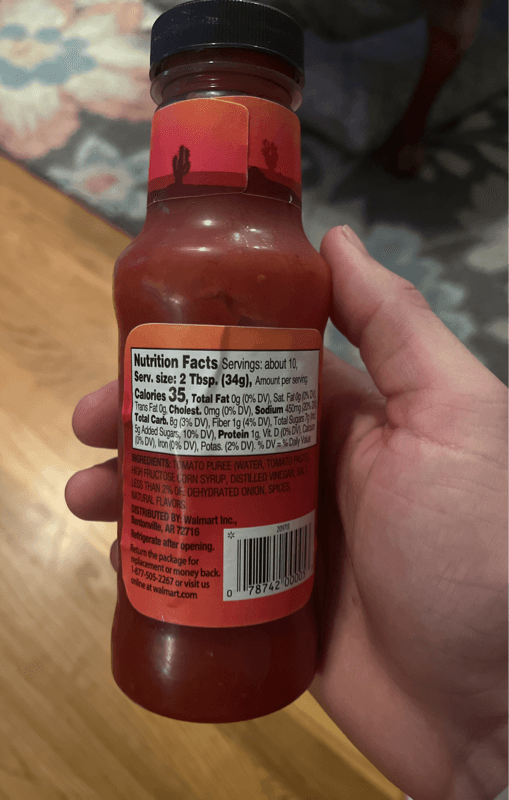 Nutrition Facts Servings: about 10,
Serv. size: 2 Tbsp. (34g), Amount per serving:
Calories 35, Total Fat 0g (0% DV), Sat. Fat 0g (0% DV),
Trans Fat 0g, Cholest. 0mg (0% DV), Sodium 450mg (20% DV),
Total Carb. 8g (3% DV), Fiber 1g (4% DV), Total Sugars
5g Added Sugars, 10% DV), Protein 1g, Vit. D (0% DV), Calcium
(0% DV), Iron (0% DV), Potas. (2% DV). % DV = % Daily Value
INGREDIENTS: TOMATO PUREE (WATER, TOMATO PASTE),
HIGH FRUCTOSE CORN SYRUP, DISTILLED VINEGAR, SALT,
LESS THAN 2% OF: DEHYDRATED ONION, SPICES,
NATURAL FLAVORS.
DISTRIBUTED BY: Walmart Inc.,
Bentonville, AR 72716
Refrigerate after opening.
Return the package for
replacement or money back.
1-877-505-2267 or visit us
online at walmart.com
0 78742